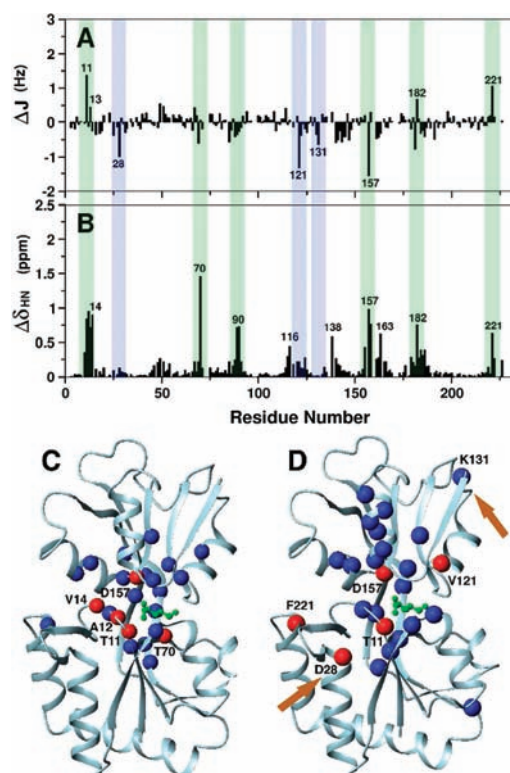 A
ΔJ (Hz)
3
2
1
0
-1
-2
11
13
28
121
131
157
182
221
B
ΔδHN (ppm)
2.5
2
1.5
1
0.5
0
14
70
90
116
138
157
163
182
221
0 50 100 150 200
Residue Number
C
D157
V14
A12
T11
T70
D
K131
D157
V121
F221
T11
D28